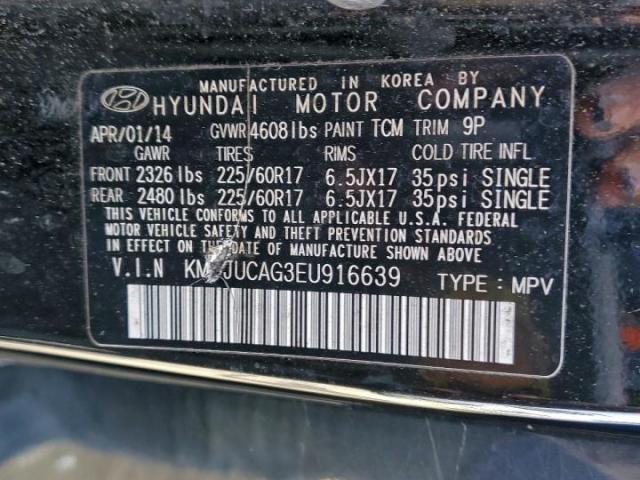 MANUFACTURED IN KOREA BY
HYUNDAI MOTOR COMPANY
APR/01/14 GVWR 4608 lbs PAINT TCM TRIM 9P
GAWR TIRES RIMS COLD TIRE INFL
FRONT 2326 lbs 225/60R17 6.5JX17 35psi SINGLE
REAR 2480 lbs 225/60R17 6.5JX17 35psi SINGLE
THIS VEHICLE CONFORMS TO ALL APPLICABLE U.S.A. FEDERAL
MOTOR VEHICLE SAFETY AND THEFT PREVENTION STANDARDS
IN EFFECT ON THE DATE OF MANUFACTURE SHOWN ABOVE.
V.I.N TYPE : MPV